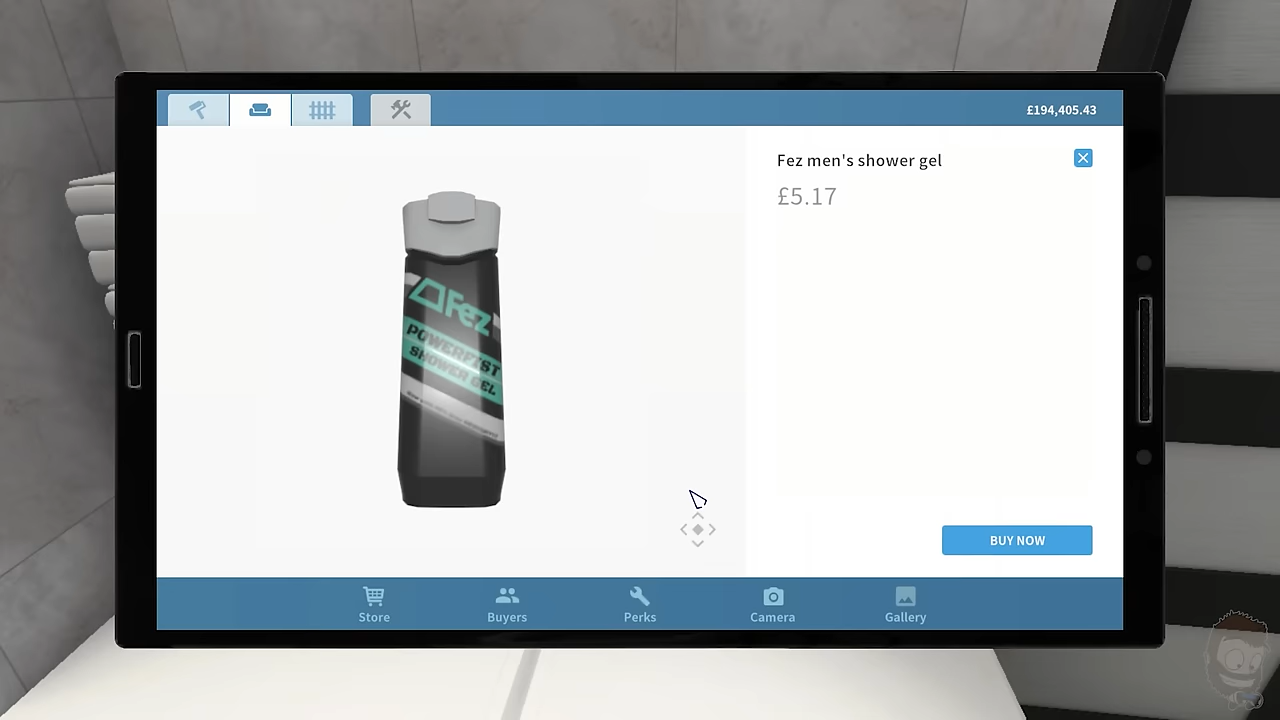 £194,405.43
Fez men's shower gel
£5.17
Fez
POWERFIST
SHOWER GEL
BUY NOW
Store
Buyers
Perks
Camera
Gallery